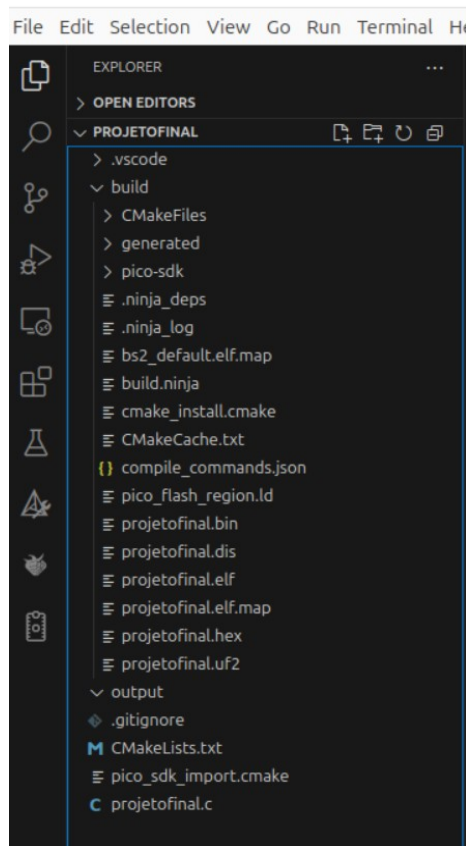 File Edit Selection View Go Run Terminal He
EXPLORER
OPEN EDITORS
PROJETOFINAL
.vscode
build
CMakeFiles
generated
pico-sdk
.ninja_deps
.ninja_log
bs2_default.elf.map
build.ninja
cmake_install.cmake
CMakeCache.txt
{} compile_commands.json
pico_flash_region.ld
projetofinal.bin
projetofinal.dis
projetofinal.elf
projetofinal.elf.map
projetofinal.hex
projetofinal.uf2
output
.gitignore
M CMakeLists.txt
pico_sdk_import.cmake
C projetofinal.c